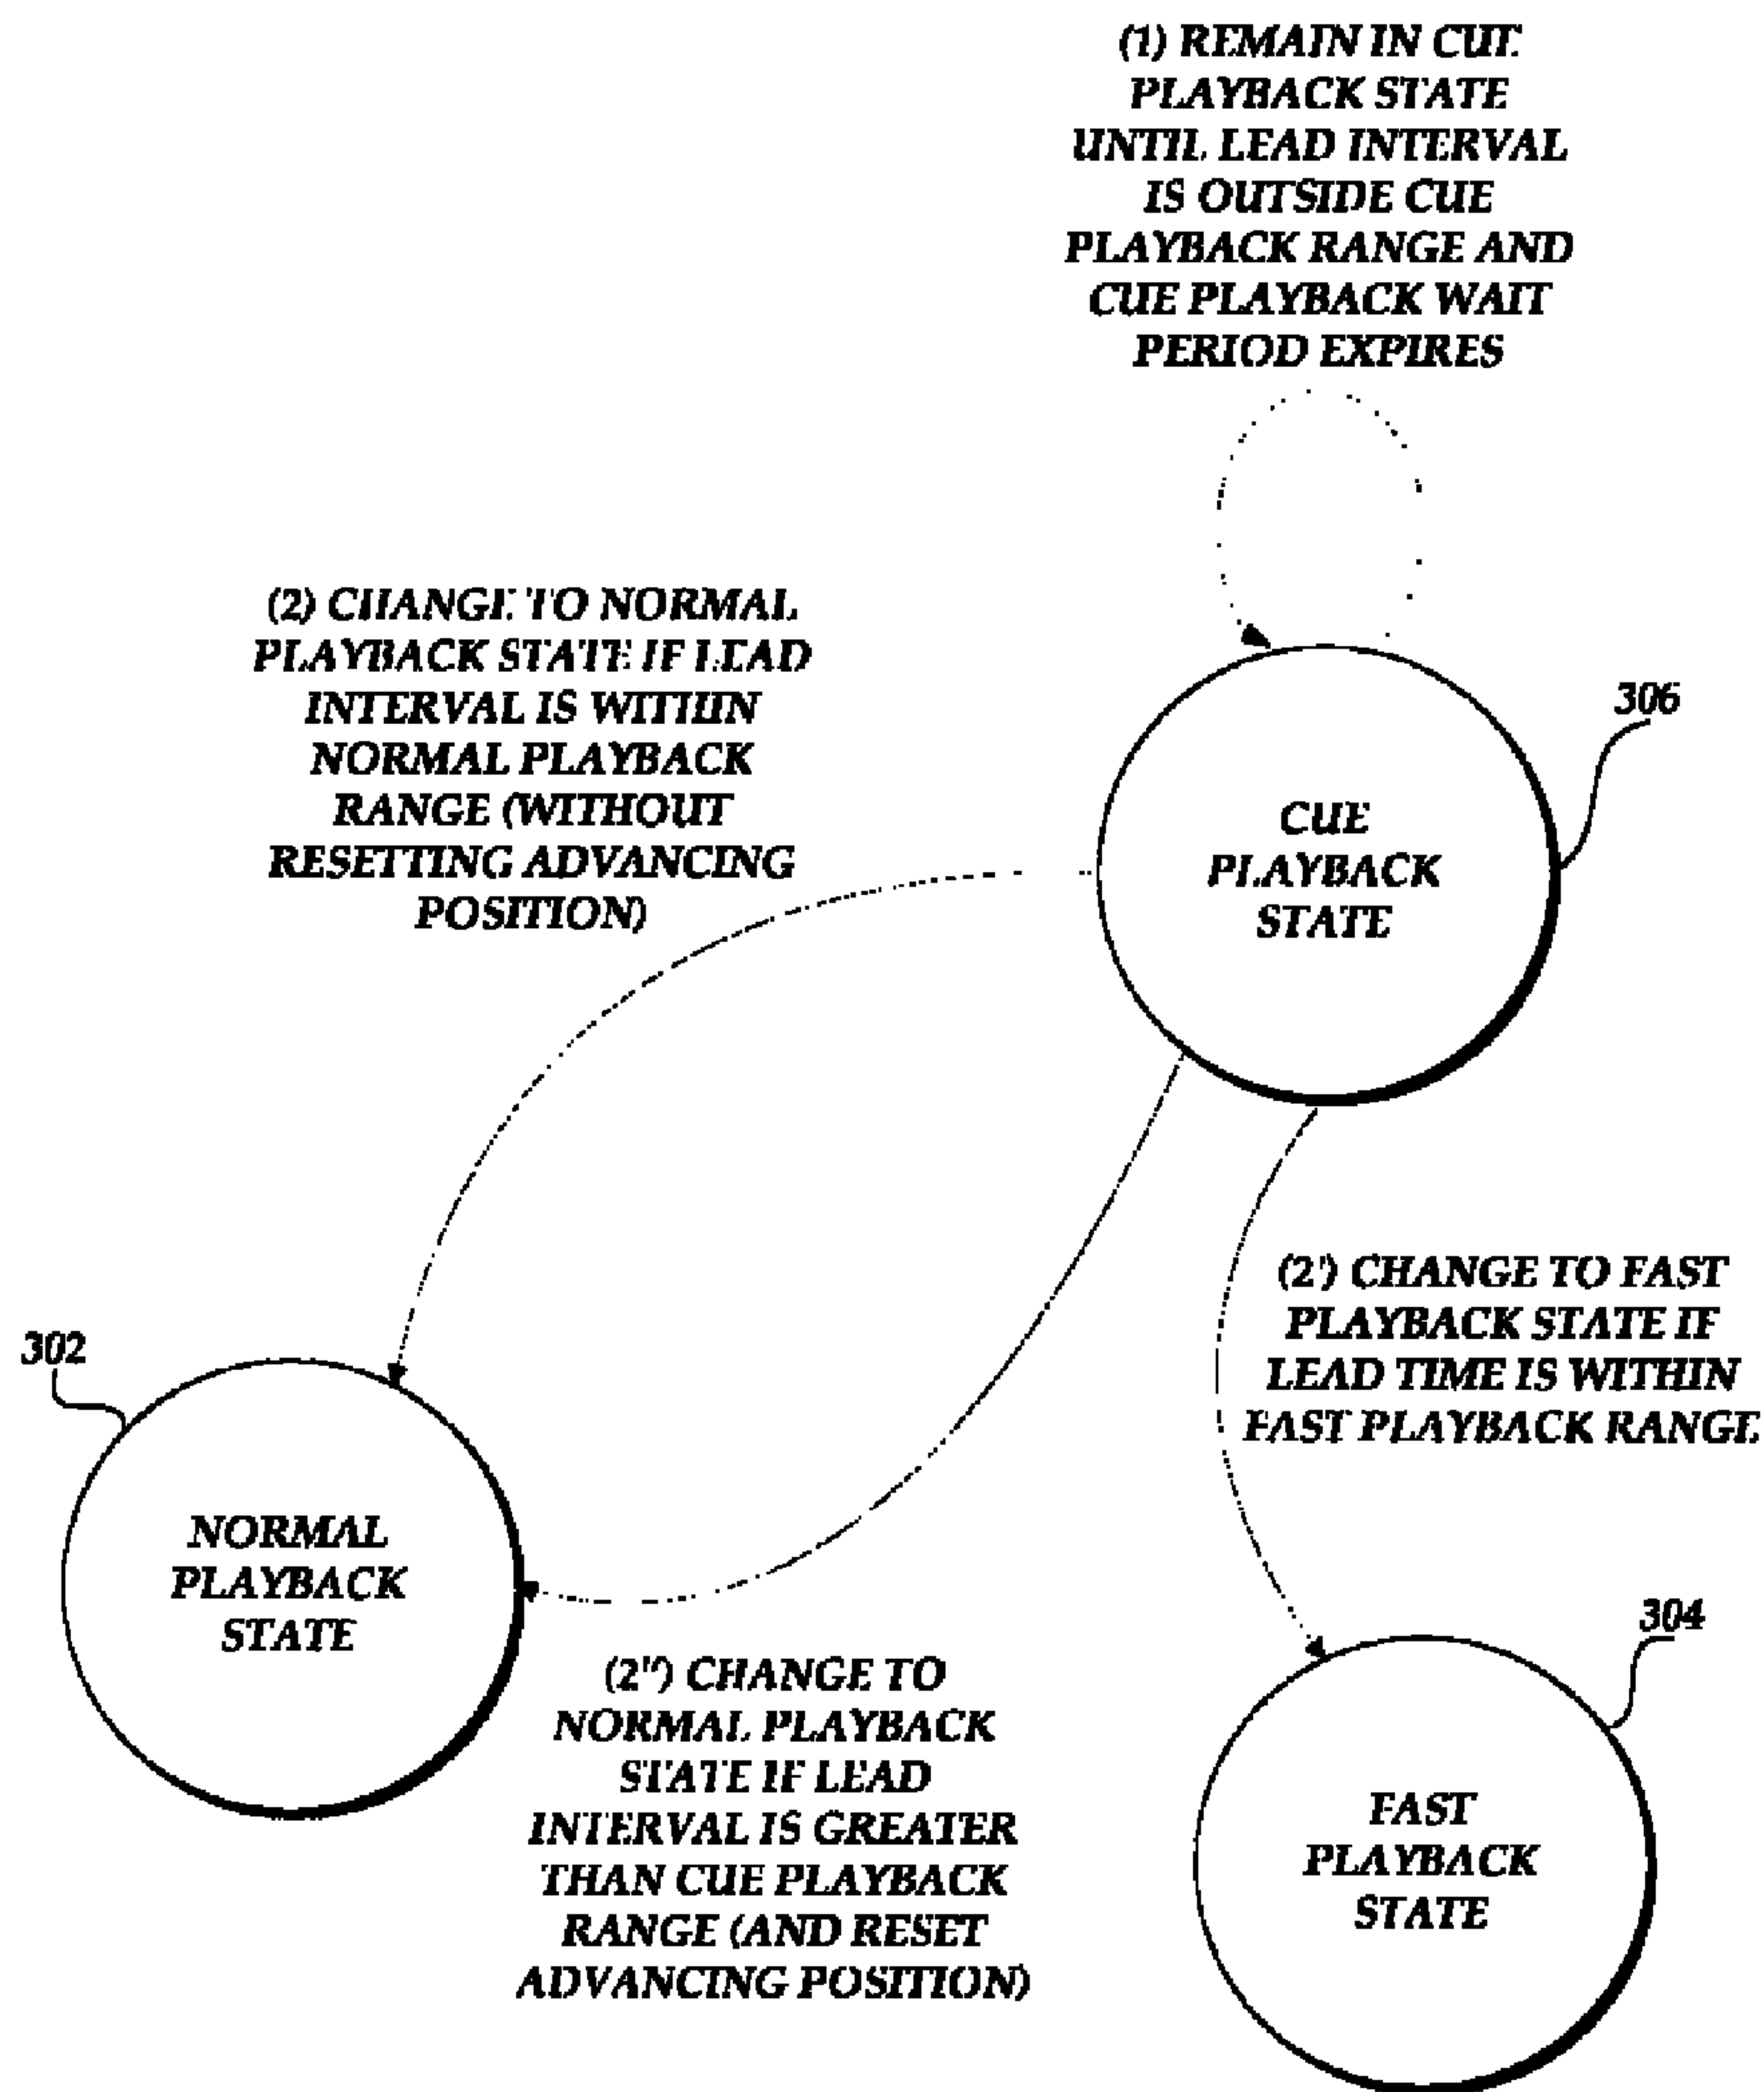 (1) REMAIN IN CUE
PLAYBACK STATE
UNTIL LEAD INTERVAL
IS OUTSIDE CUE
PLAYBACK RANGE AND
CUE PLAYBACK WAIT
PERIOD EXPIRES
(2) CHANGE TO NORMAL
PLAYBACK STATE IF LEAD
INTERVAL IS WITHIN
NORMAL PLAYBACK
RANGE (WITHOUT
RESETTING ADVANCING
POSITION)
306
CUE
PLAYBACK
STATE
(2') CHANGE TO FAST
PLAYBACK STATE IF
LEAD TIME IS WITHIN
FAST PLAYBACK RANGE
302
NORMAL
PLAYBACK
STATE
(2") CHANGE TO
NORMAL PLAYBACK
STATE IF LEAD
INTERVAL IS GREATER
THAN CUE PLAYBACK
RANGE (AND RESET
ADVANCING POSITION)
304
FAST
PLAYBACK
STATE